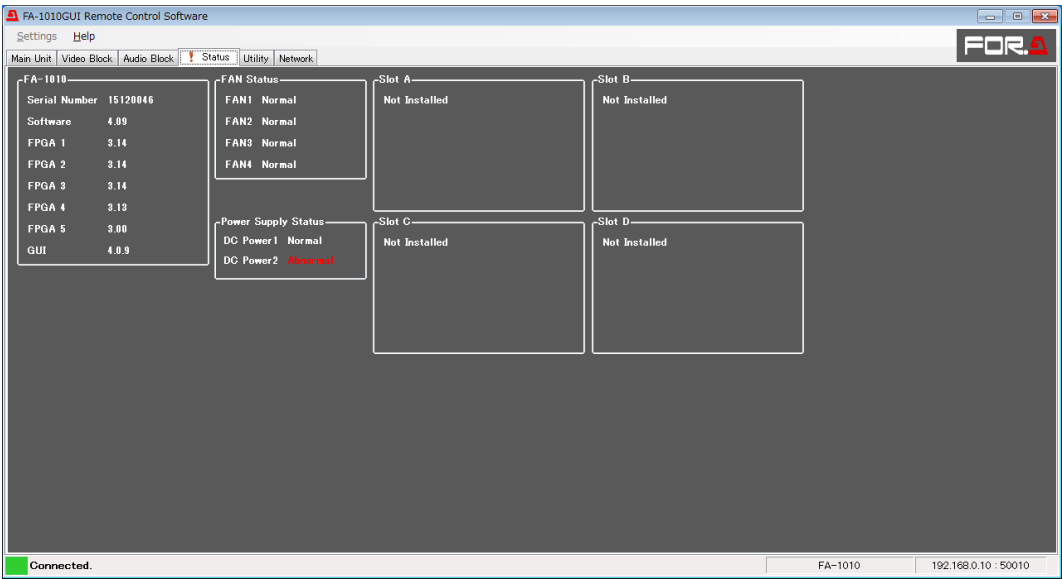 FA-1010GUI Remote Control Software
Settings Help
FOR.A
Main Unit Video Block Audio Block ! Status Utility Network
FA-1010
Serial Number 15120046
Software 4.09
FPGA 1 3.14
FPGA 2 3.14
FPGA 3 3.14
FPGA 4 3.13
FPGA 5 3.00
GUI 4.0.9
FAN Status
FAN1 Normal
FAN2 Normal
FAN3 Normal
FAN4 Normal
Power Supply Status
DC Power1 Normal
DC Power2 Abnormal
Slot A
Not Installed
Slot B
Not Installed
Slot C
Not Installed
Slot D
Not Installed
Connected.
FA-1010
192.168.0.10 : 50010